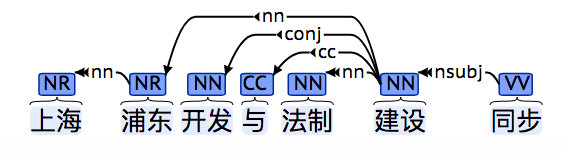 nn
conj
cc
nn nn nsubj
NR NR NN CC NN NN VV
上海 浦东 开发 与 法制 建设 同步